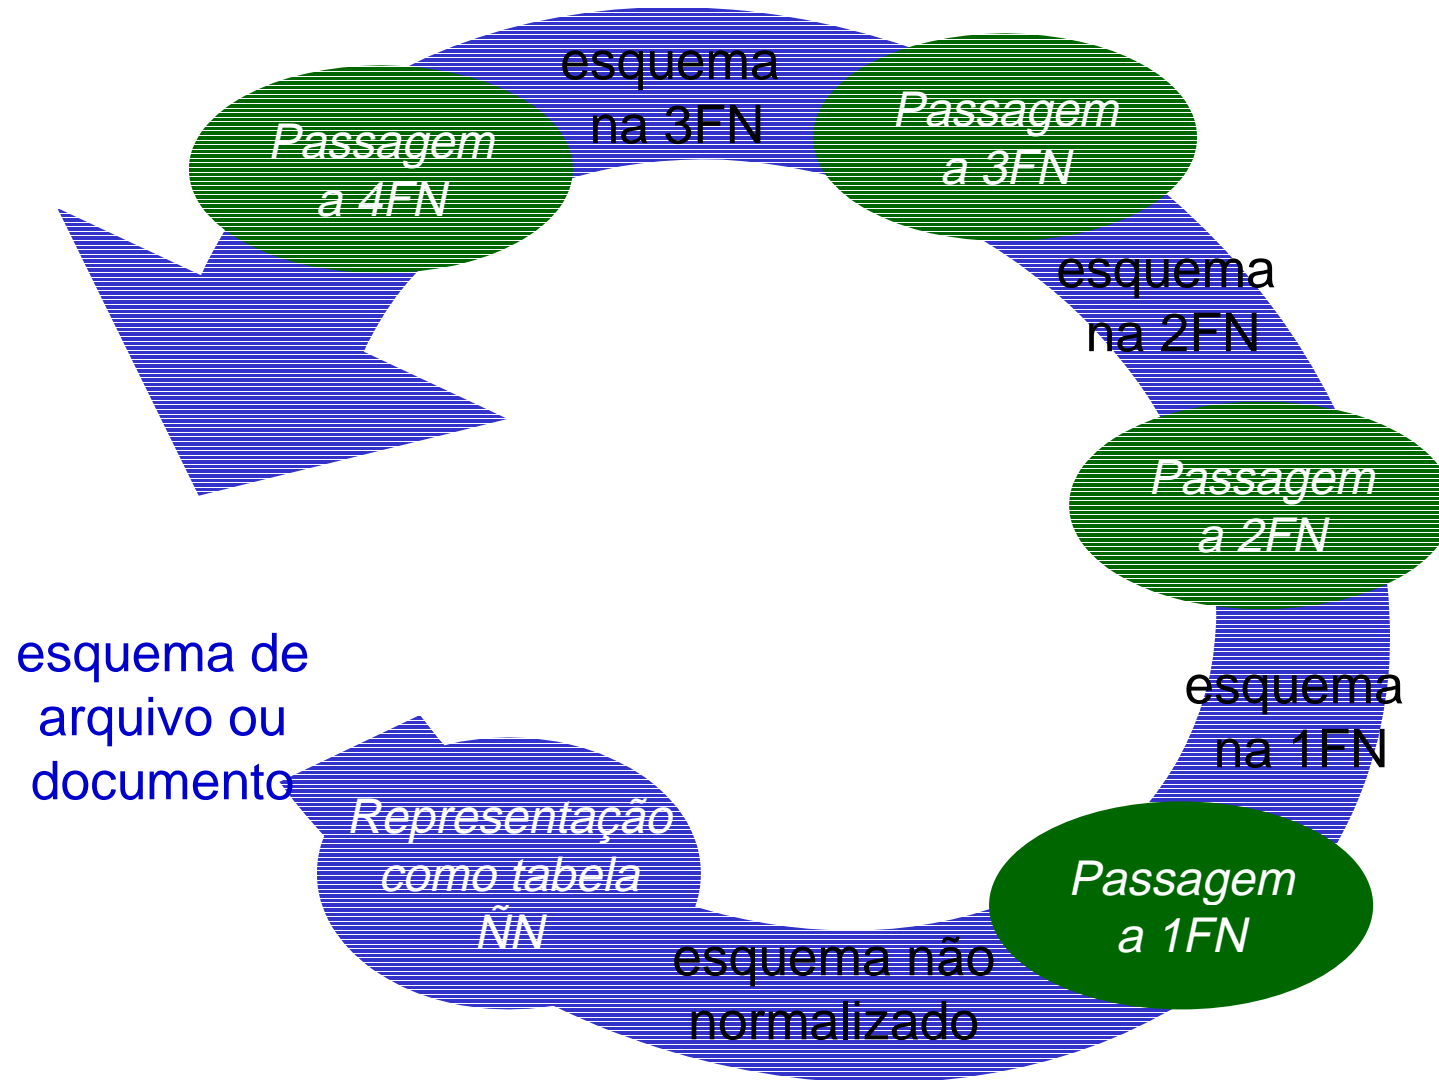 esquema
na 3FN
Passagem
a 3FN
Passagem
a 4FN
esquema
na 2FN
Passagem
a 2FN
esquema de
arquivo ou
documento
esquema
na 1FN
Representação
como tabela
ÑN
Passagem
a 1FN
esquema não
normalizado